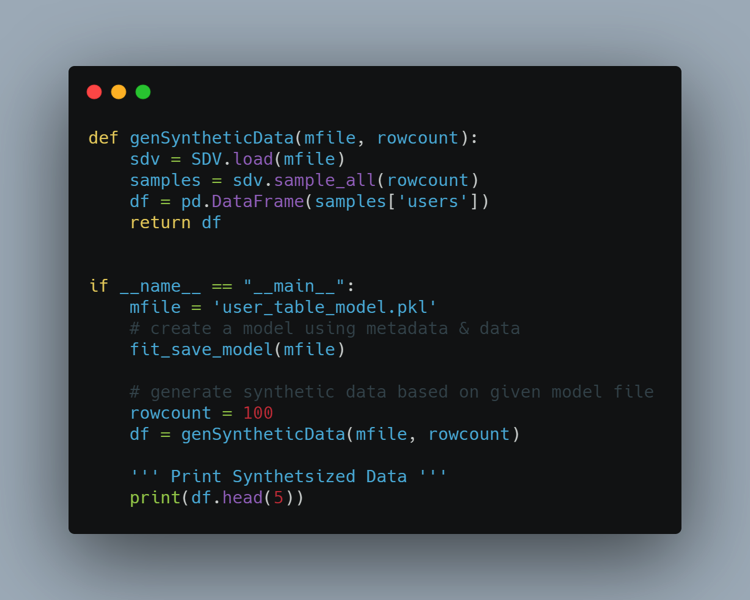 def genSyntheticData(mfile, rowcount):
    sdv = SDV.load(mfile)
    samples = sdv.sample_all(rowcount)
    df = pd.DataFrame(samples['users'])
    return df
if __name__ == "__main__":
    mfile = 'user_table_model.pkl'
    # create a model using metadata & data
    fit_save_model(mfile)
    # generate synthetic data based on given model file
    rowcount = 100
    df = genSyntheticData(mfile, rowcount)
    ''' Print Synthetsized Data '''
    print(df.head(5))